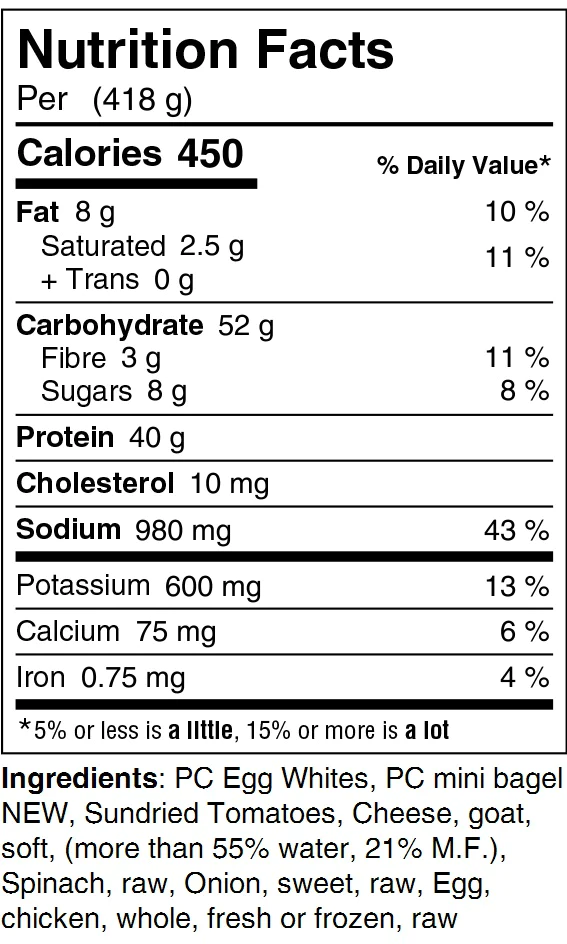 Nutrition Facts
Per (418 g)
Calories 450
% Daily Value*
Fat 8 g 10 %
Saturated 2.5 g
+ Trans 0 g
11 %
Carbohydrate 52 g
Fibre 3 g 11 %
Sugars 8 g 8 %
Protein 40 g
Cholesterol 10 mg
Sodium 980 mg 43 %
Potassium 600 mg 13 %
Calcium 75 mg 6 %
Iron 0.75 mg 4 %
*5% or less is a little, 15% or more is a lot
Ingredients: PC Egg Whites, PC mini bagel
NEW, Sundried Tomatoes, Cheese, goat,
soft, (more than 55% water, 21% M.F.),
Spinach, raw, Onion, sweet, raw, Egg,
chicken, whole, fresh or frozen, raw